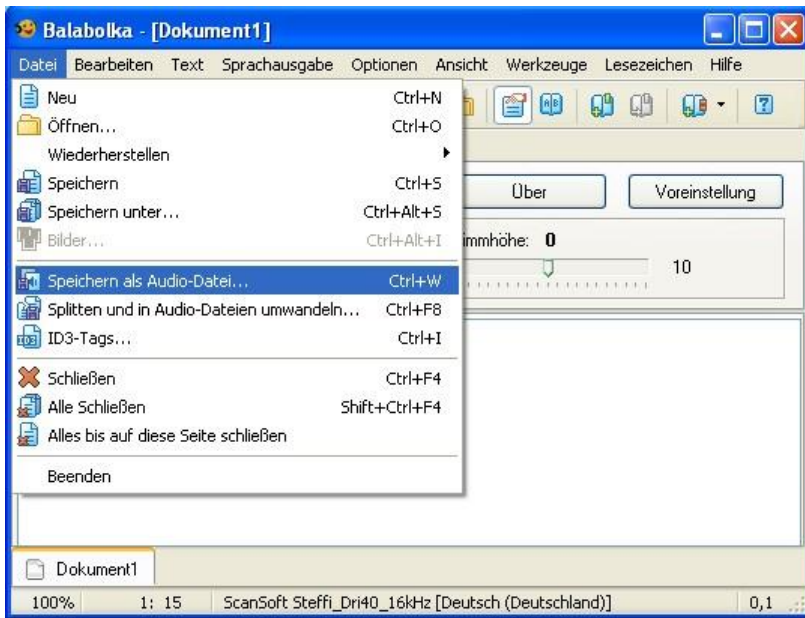 Balabolka - [Dokument1]
Datei Bearbeiten Text Sprachausgabe Optionen Ansicht Werkzeuge Lesezeichen Hilfe
Neu Ctrl+N
Öffnen... Ctrl+O
Wiederherstellen
Speichern Ctrl+S
Speichern unter... Ctrl+Alt+S
Bilder... Ctrl+Alt+I
Speichern als Audio-Datei... Ctrl+W
Splitten und in Audio-Dateien umwandeln... Ctrl+F8
ID3-Tags... Ctrl+I
Schließen Ctrl+F4
Alle Schließen Shift+Ctrl+F4
Alles bis auf diese Seite schließen
Beenden
Über Voreinstellung
immhöhe: 0
10
Dokument1
100% 1: 15 ScanSoft Steffi_Dri40_16kHz [Deutsch (Deutschland)] 0,1